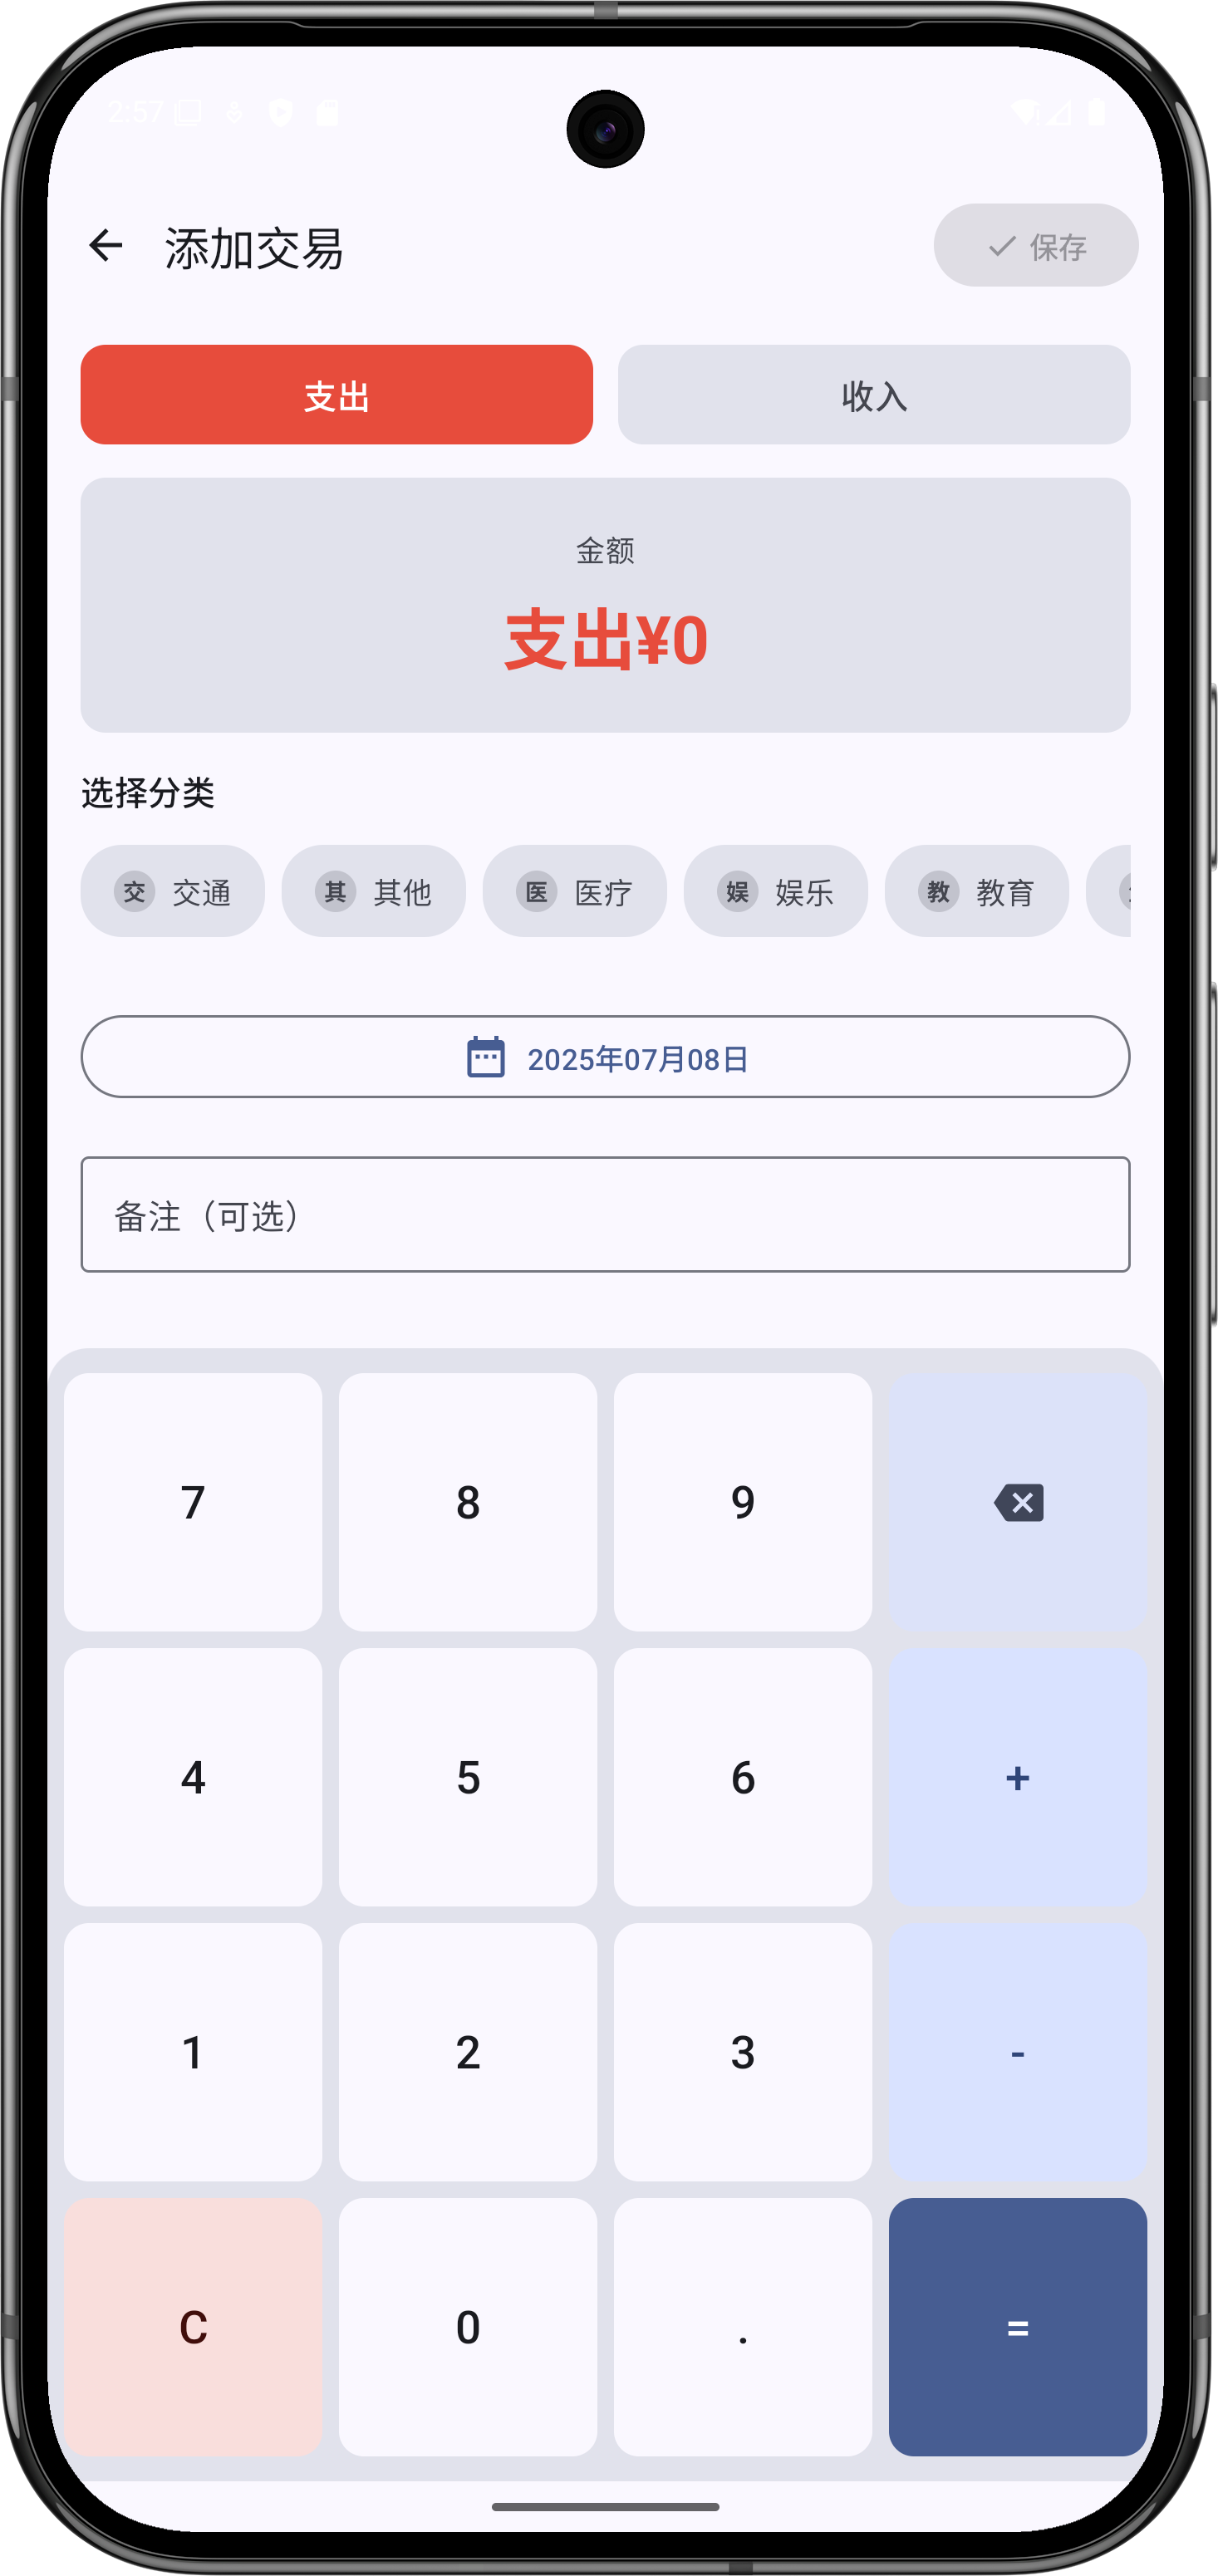 2:57
添加交易
保存
支出
收入
金额
支出¥0
选择分类
交 交通
其 其他
医 医疗
娱 娱乐
教 教育
2025年07月08日
备注（可选）
7 8 9
4 5 6 +
1 2 3 -
C 0 . =